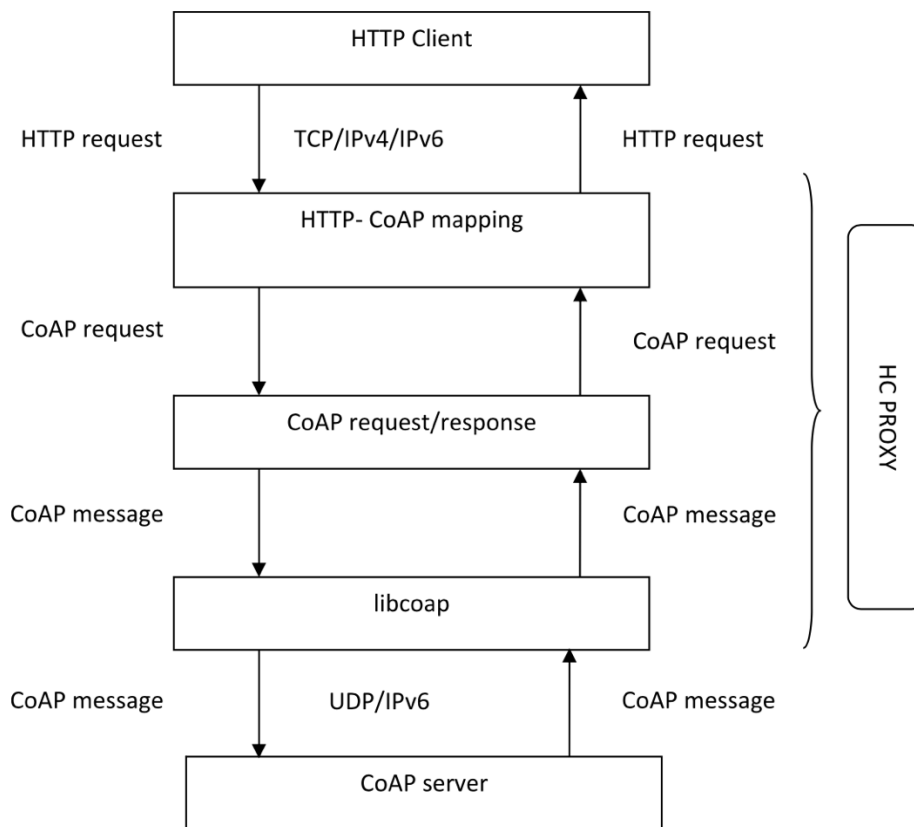 HTTP Client
HTTP request
TCP/IPv4/IPv6
HTTP request
HTTP- CoAP mapping
CoAP request
CoAP request
CoAP request/response
CoAP message
CoAP message
libcoap
CoAP message
UDP/IPv6
CoAP message
CoAP server
HC PROXY